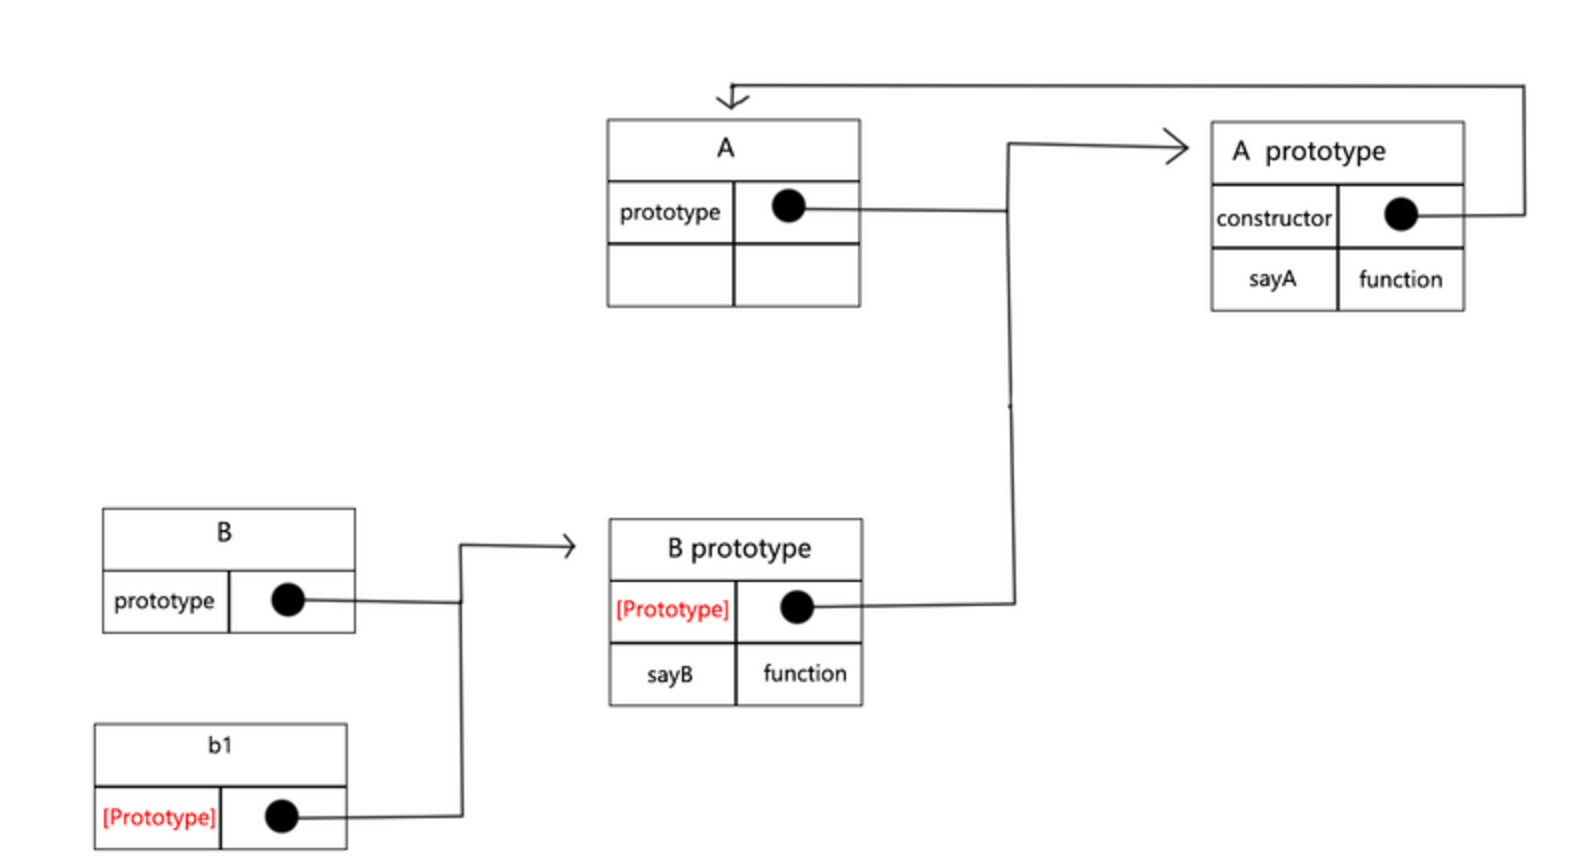 A
prototype
A prototype
constructor
sayA
function
B
prototype
B prototype
[Prototype]
sayB
function
b1
[Prototype]